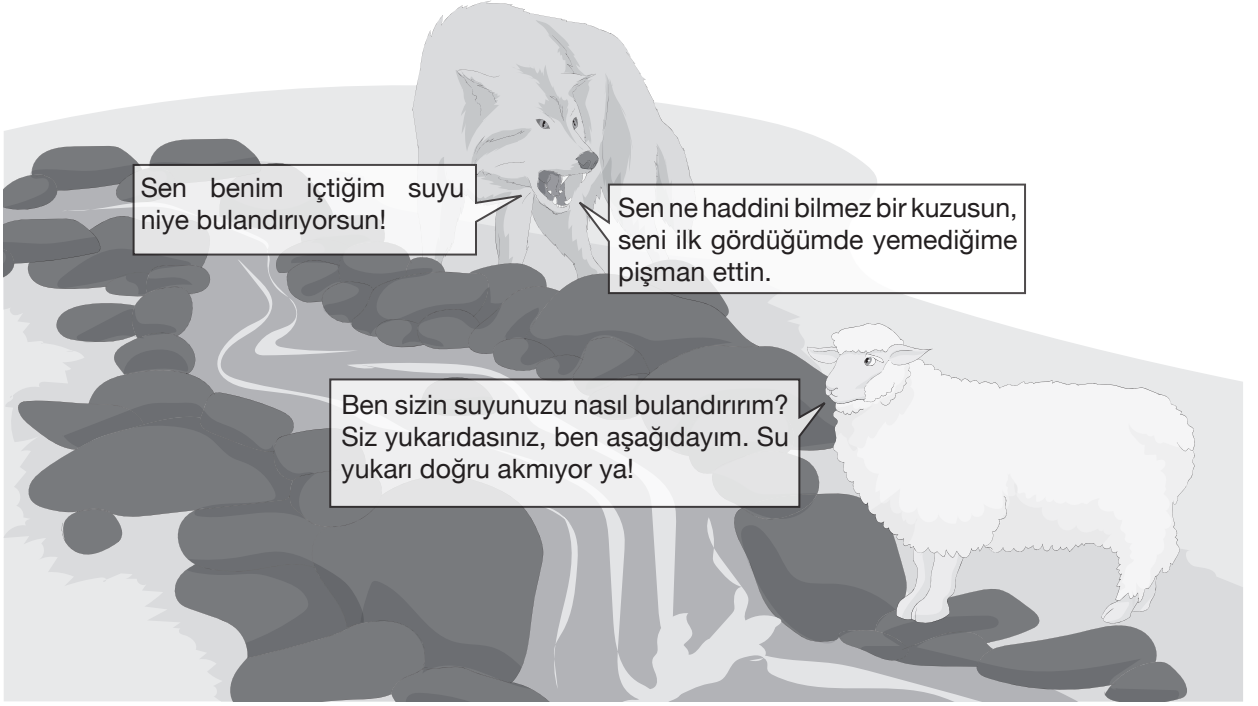 Sen benim içtiğim suyu
niye bulandırıyorsun!
Sen ne haddini bilmez bir kuzusun,
seni ilk gördüğümde yemediğime
pişman ettin.
Ben sizin suyunuzu nasıl bulandırırım?
Siz yukarıdasınız, ben aşağıdayım. Su
yukarı doğru akmıyor ya!